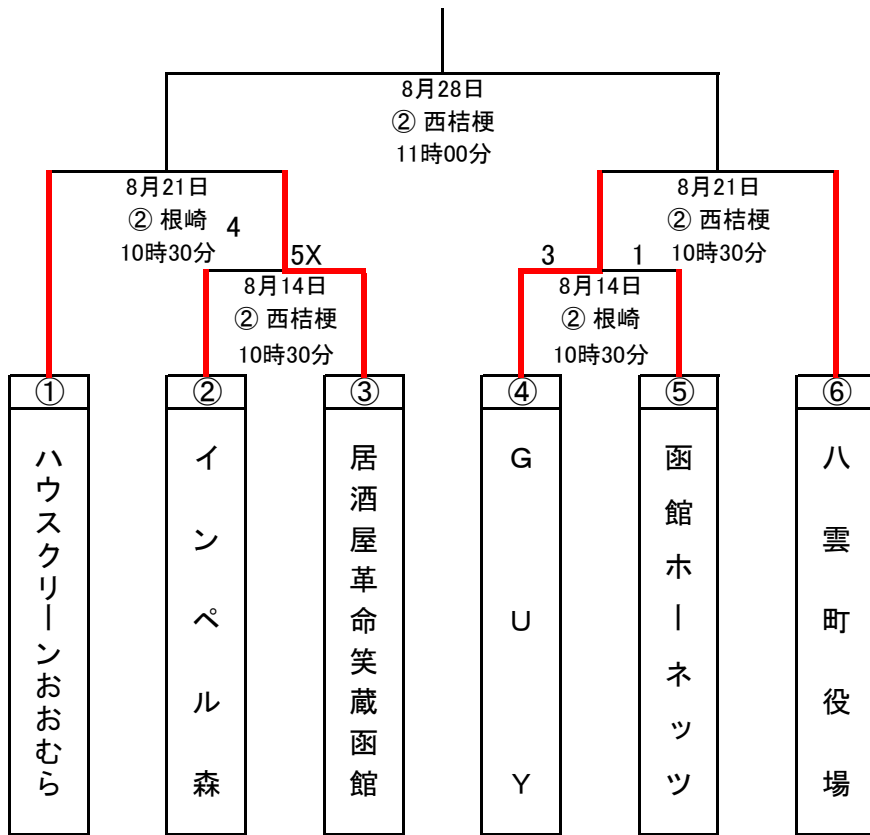 8月28日
② 西桔梗
11時00分
8月21日
② 根崎
10時30分
8月21日
② 西桔梗
10時30分
4
5X
3
1
8月14日
② 西桔梗
10時30分
8月14日
② 根崎
10時30分
①
②
③
④
⑤
⑥
ハウスクリーンおおむら
インペル森
居酒屋革命笑蔵函館
GUY
函館ホーネッツ
八雲町役場